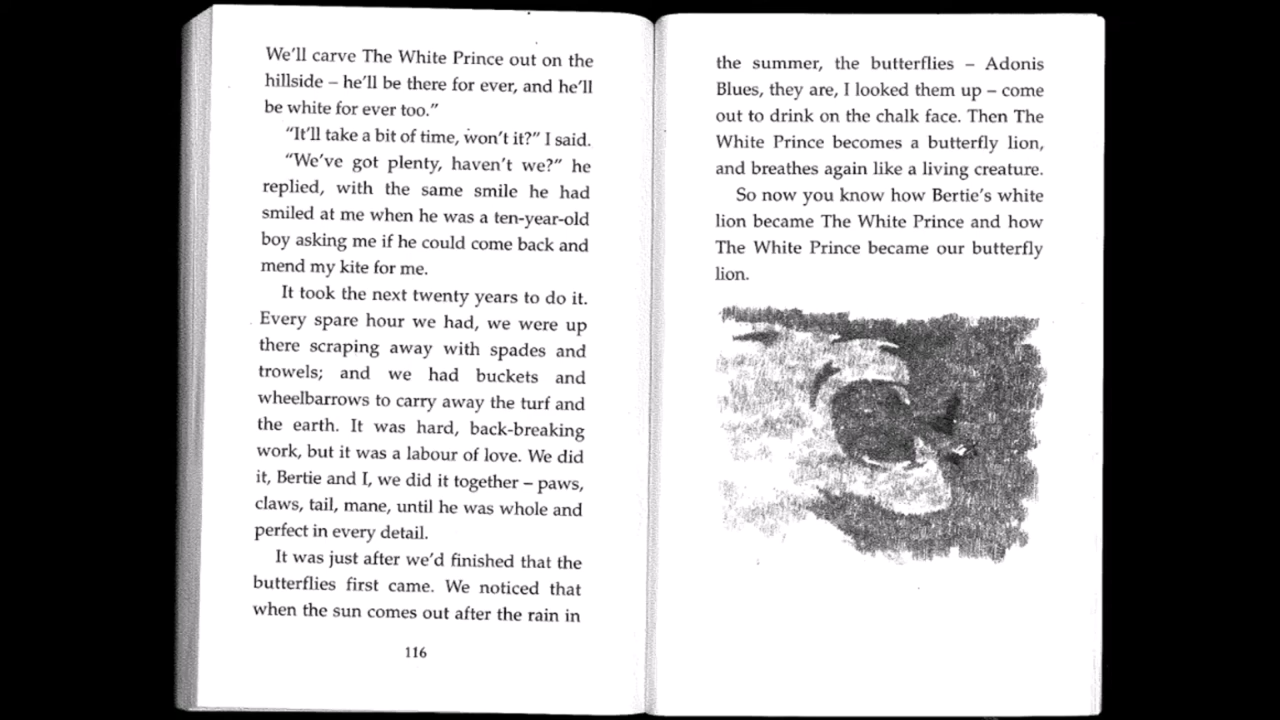 We'll carve The White Prince out on the
hillside – he'll be there for ever, and he'll
be white for ever too."
"It'll take a bit of time, won't it?" I said.
"We've got plenty, haven't we?" he
replied, with the same smile he had
smiled at me when he was a ten-year-old
boy asking me if he could come back and
mend my kite for me.
It took the next twenty years to do it.
Every spare hour we had, we were up
there scraping away with spades and
trowels; and we had buckets and
wheelbarrows to carry away the turf and
the earth. It was hard, back-breaking
work, but it was a labour of love. We did
it, Bertie and I, we did it together – paws,
claws, tail, mane, until he was whole and
perfect in every detail.
It was just after we'd finished that the
butterflies first came. We noticed that
when the sun comes out after the rain in
116
the summer, the butterflies – Adonis
Blues, they are, I looked them up – come
out to drink on the chalk face. Then The
White Prince becomes a butterfly lion,
and breathes again like a living creature.
So now you know how Bertie's white
lion became The White Prince and how
The White Prince became our butterfly
lion.